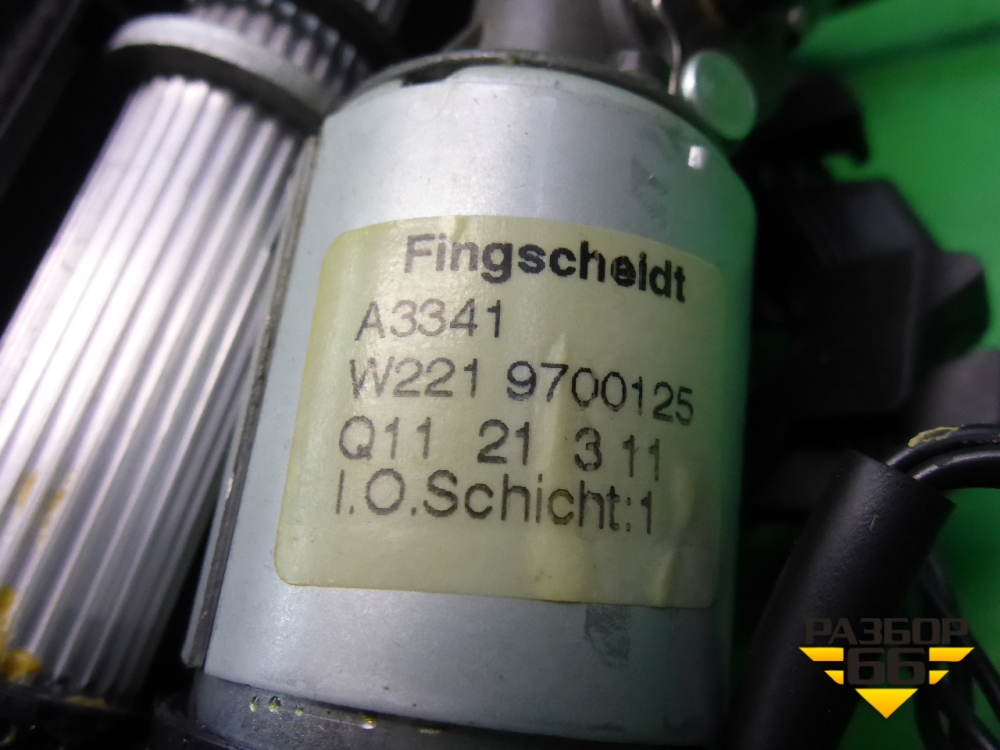 Fingscheidt
A3341
W221 9700125
Q11 21 3 11
I.O.Schicht:1
РАЗБОР
66